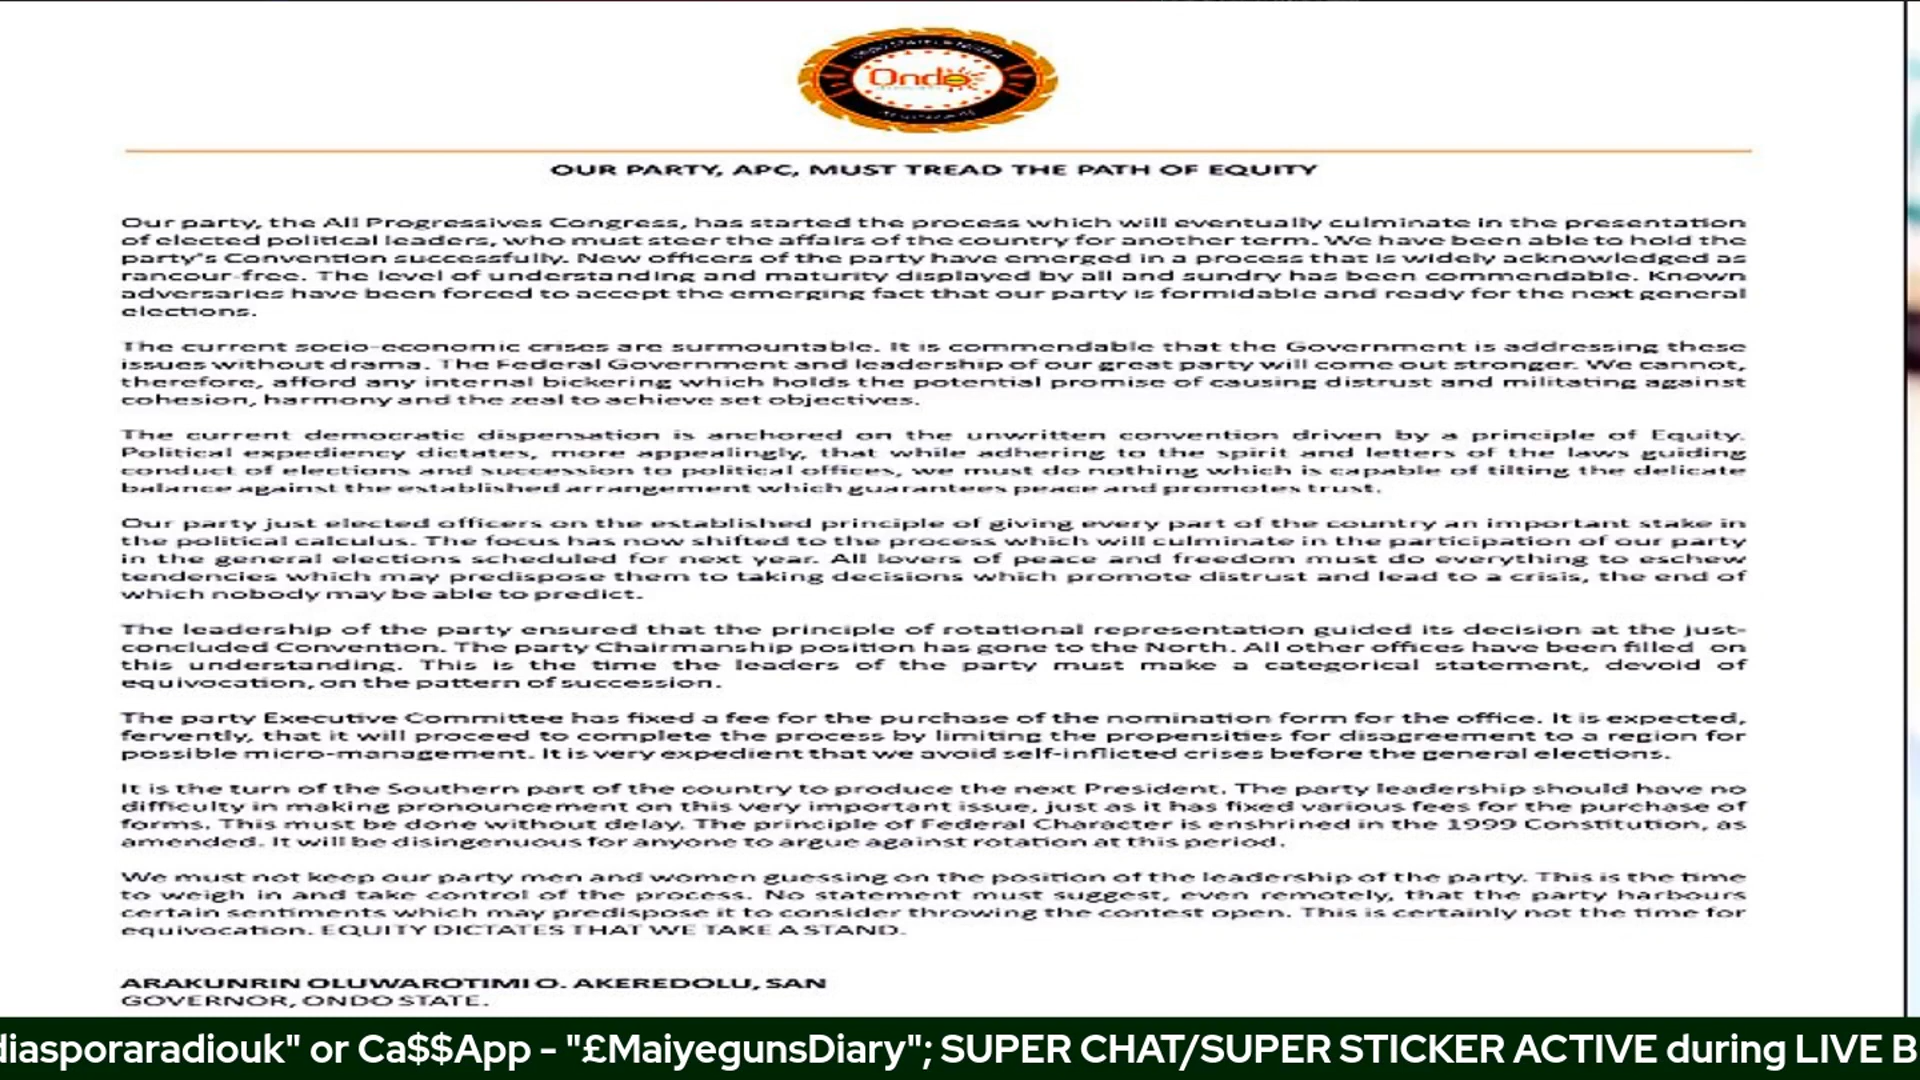 Ondo
OUR PARTY, APC, MUST TREAD THE PATH OF EQUITY
Our party, the All Progressives Congress, has started the process which will eventually culminate in the presentation
of elected political leaders, who must steer the affairs of the country for another term. We have been able to hold the
party's Convention successfully. New officers of the party have emerged in a process that is widely acknowledged as
rancour-free. The level of understanding and maturity displayed by all and sundry has been commendable. Known
adversaries have been forced to accept the emerging fact that our party is formidable and ready for the next general
elections.
The current socio-economic crises are surmountable. It is commendable that the Government is addressing these
issues without drama. The Federal Government and leadership of our great party will come out stronger. We cannot,
therefore, afford any internal bickering which holds the potential promise of causing distrust and militating against
cohesion, harmony and the zeal to achieve set objectives.
The current democratic dispensation is anchored on the unwritten convention driven by a principle of Equity.
Political expediency dictates, more appealingly, that while adhering to the spirit and letters of the laws guiding
conduct of elections and succession to political offices, we must do nothing which is capable of tilting the delicate
balance against the established arrangement which guarantees peace and promotes trust.
Our party just elected officers on the established principle of giving every part of the country an important stake in
the political calculus. The focus has now shifted to the process which will culminate in the participation of our party
in the general elections scheduled for next year. All lovers of peace and freedom must do everything to eschew
tendencies which may predispose them to taking decisions which promote distrust and lead to a crisis, the end of
which nobody may be able to predict.
The leadership of the party ensured that the principle of rotational representation guided its decision at the just-
concluded Convention. The party Chairmanship position has gone to the North. All other offices have been filled on
this understanding. This is the time the leaders of the party must make a categorical statement, devoid of
equivocation, on the pattern of succession.
The party Executive Committee has fixed a fee for the purchase of the nomination form for the office. It is expected,
fervently, that it will proceed to complete the process by limiting the propensities for disagreement to a region for
possible micro-management. It is very expedient that we avoid self-inflicted crises before the general elections.
It is the turn of the Southern part of the country to produce the next President. The party leadership should have no
difficulty in making pronouncement on this very important issue, just as it has fixed various fees for the purchase of
forms. This must be done without delay. The principle of Federal Character is enshrined in the 1999 Constitution, as
amended. It will be disingenuous for anyone to argue against rotation at this period.
We must not keep our party men and women guessing on the position of the leadership of the party. This is the time
to weigh in and take control of the process. No statement must suggest, even remotely, that the party harbours
certain sentiments which may predispose it to consider throwing the contest open. This is certainly not the time for
equivocation. EQUITY DICTATES THAT WE TAKE A STAND.
ARAKUNRIN OLUWAROTIMI O. AKEREDOLU, SAN
GOVERNOR, ONDO STATE.
diasporaradiouk" or Ca$$App - "£MaiyegunsDiary"; SUPER CHAT/SUPER STICKER ACTIVE during LIVE B